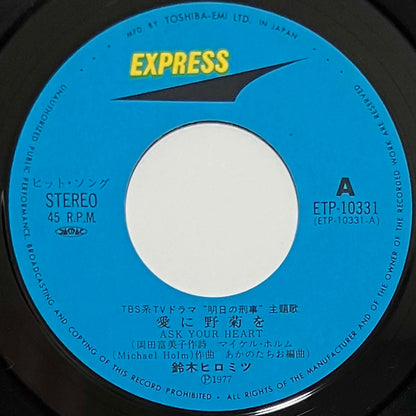 MFD. BY TOSHIBA-EMI LTD. IN JAPAN
EXPRESS
ヒット・ソング
STEREO
45 R.P.M.
A
ETP-10331
(ETP-10331-A)
TBS系TVドラマ "明日の刑事" 主題歌
愛に野菊を
ASK YOUR HEART
(岡田冨美子作詩 マイケル・ホルム
(Michael Holm)作曲 あかのたちお編曲)
鈴木ヒロミツ
Ⓟ1977
UNAUTHORIZED PUBLIC PERFORMANCE, BROADCASTING AND COPYING OF THIS RECORD PROHIBITED • ALL RIGHTS OF THE MANUFACTURER AND OF THE OWNER OF THE RECORDED WORK ARE RESERVED